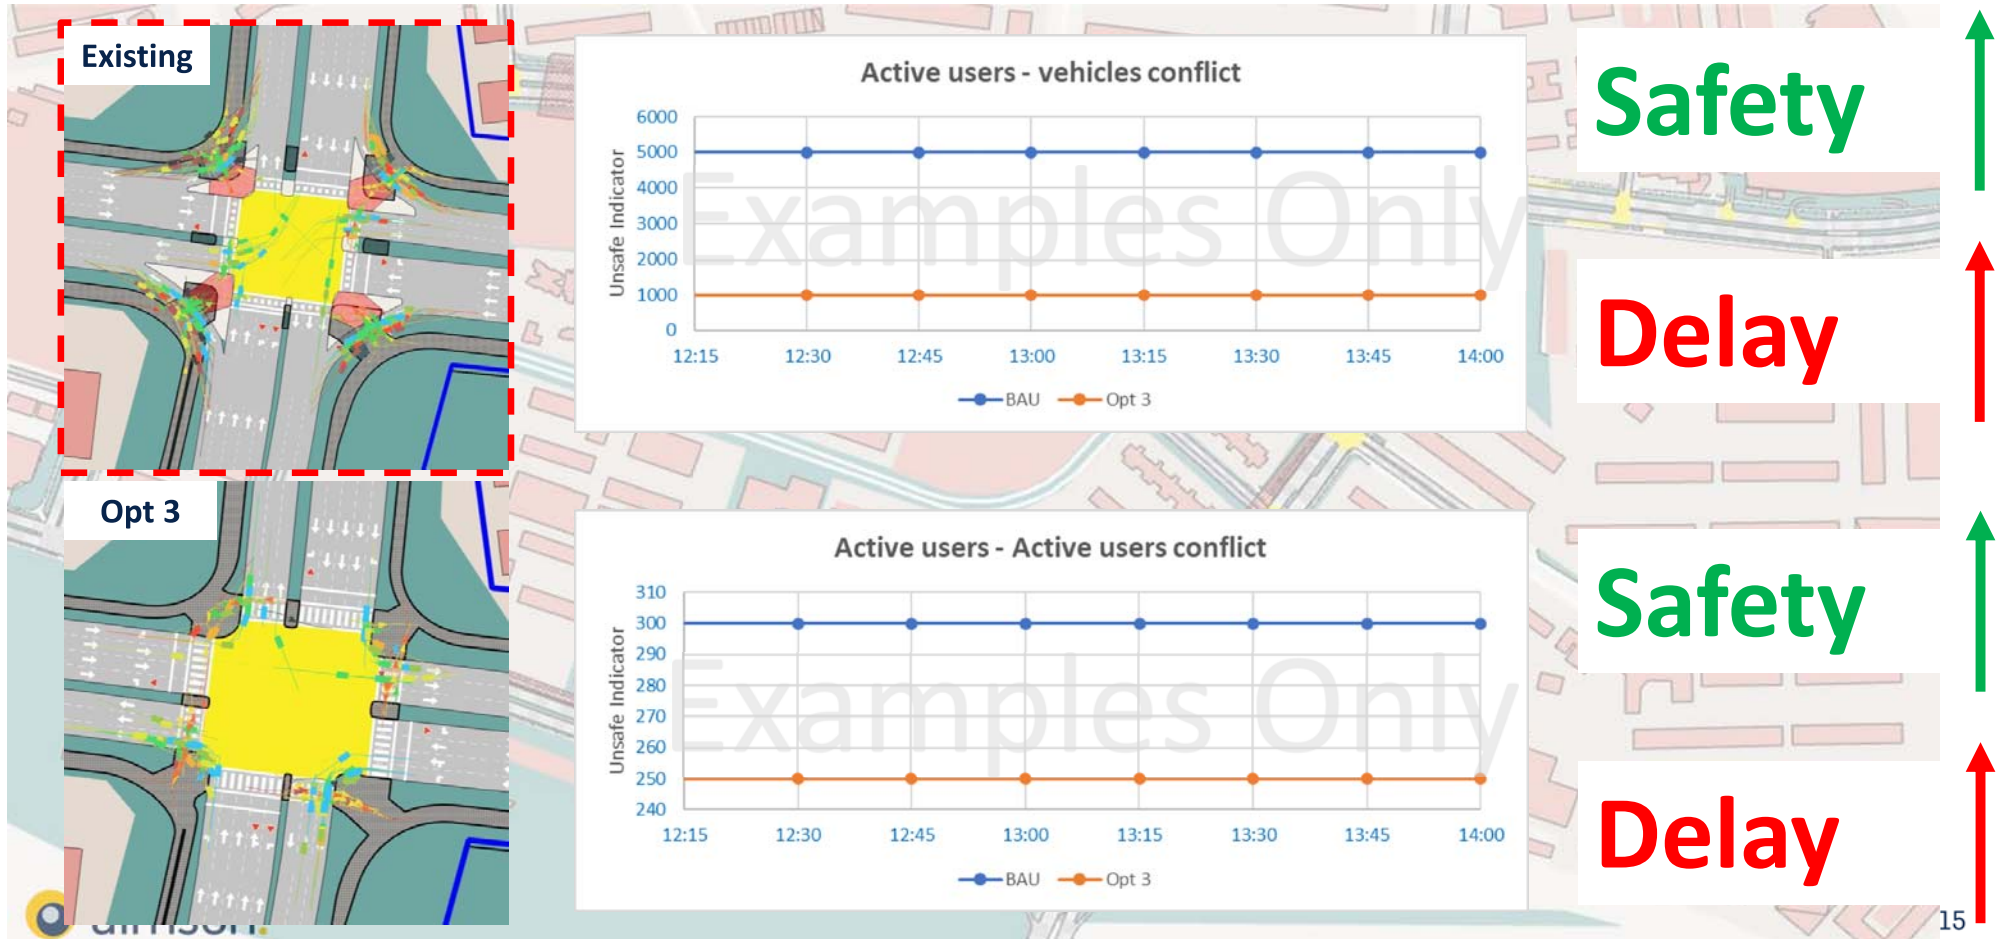 Existing
Opt 3
Active users - vehicles conflict
Unsafe Indicator
6000
5000
4000
3000
2000
1000
0
12:15 12:30 12:45 13:00 13:15 13:30 13:45 14:00
BAU Opt 3
Examples Only
Active users - Active users conflict
Unsafe Indicator
310
300
290
280
270
260
250
240
12:15 12:30 12:45 13:00 13:15 13:30 13:45 14:00
BAU Opt 3
Examples Only
Safety
Delay
Safety
Delay
15